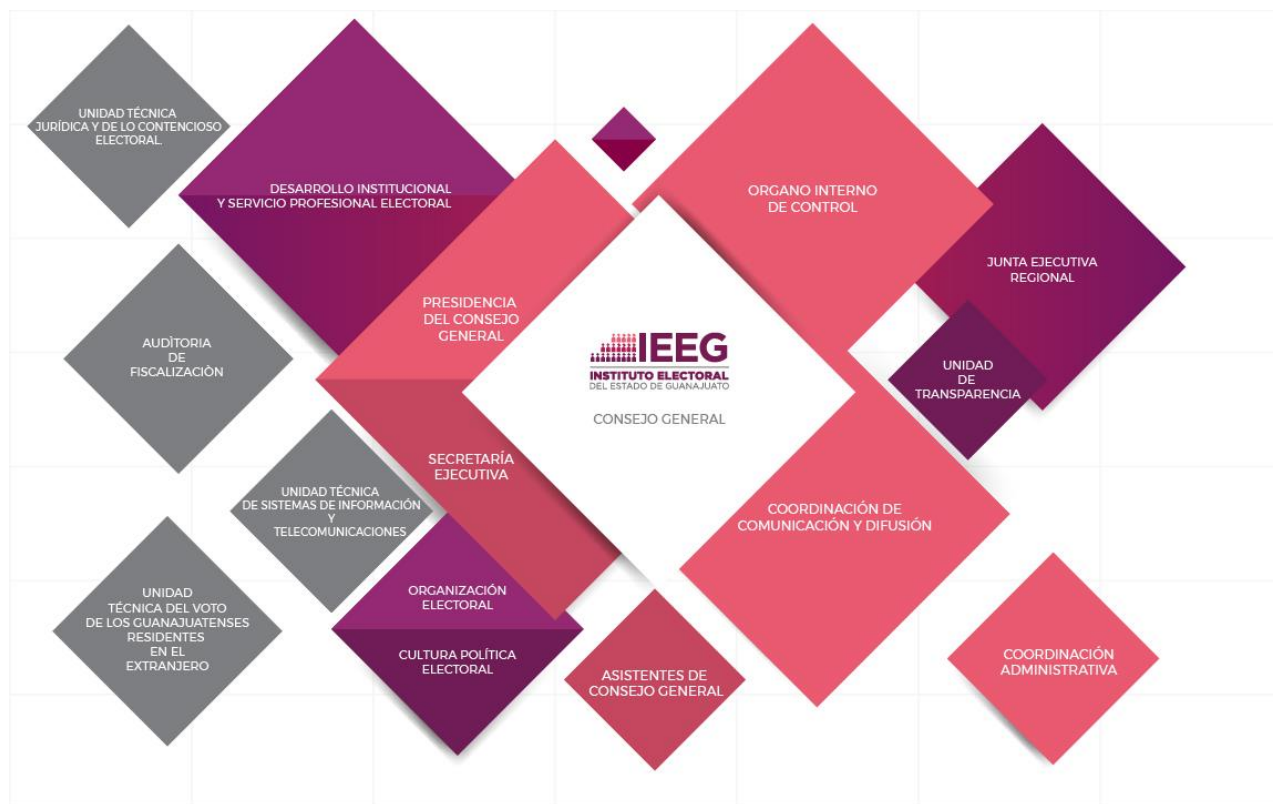 UNIDAD TÉCNICA
JURÍDICA Y DE LO CONTENCIOSO
ELECTORAL.
DESARROLLO INSTITUCIONAL
Y SERVICIO PROFESIONAL ELECTORAL
ORGANO INTERNO
DE CONTROL
JUNTA EJECUTIVA
REGIONAL
PRESIDENCIA
DEL CONSEJO
GENERAL
AUDÌTORIA
DE
FISCALIZACIÒN
IEEG
INSTITUTO ELECTORAL
DEL ESTADO DE GUANAJUATO
CONSEJO GENERAL
UNIDAD
DE
TRANSPARENCIA
SECRETARÍA
EJECUTIVA
UNIDAD TÉCNICA
DE SISTEMAS DE INFORMACIÓN
Y
TELECOMUNICACIONES
COORDINACIÓN DE
COMUNICACIÓN Y DIFUSIÓN
UNIDAD
TÉCNICA DEL VOTO
DE LOS GUANAJUATENSES
RESIDENTES
EN EL
EXTRANJERO
ORGANIZACIÓN
ELECTORAL
CULTURA POLÍTICA
ELECTORAL
ASISTENTES DE
CONSEJO GENERAL
COORDINACIÓN
ADMINISTRATIVA